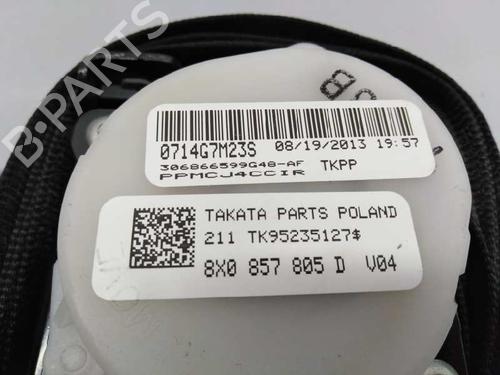 B-PARTS
0714G7M23S 08/19/2013 19:57
306866599G48-AF TKPP
PPMCJ4CCIR
TAKATA PARTS POLAND
211 TK95235127$
8X0 857 805 D V04